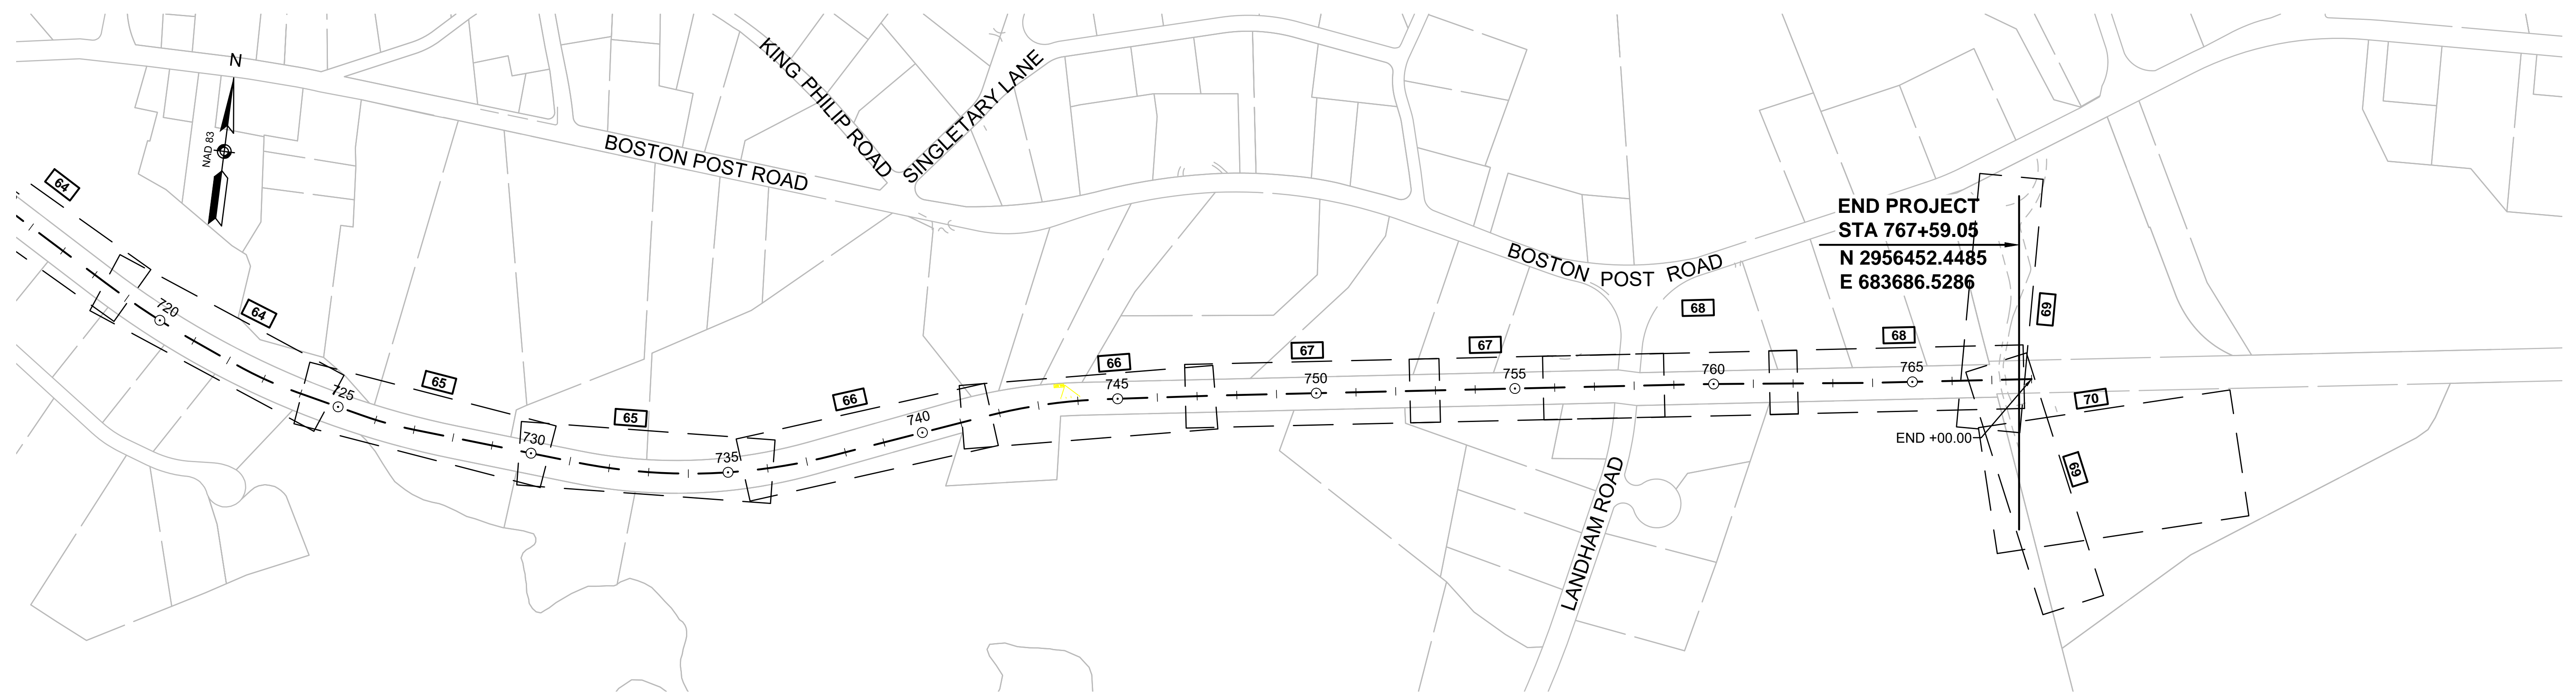 N
NAD 83
KING PHILIP ROAD
SINGLETARY LANE
BOSTON POST ROAD
64
64
720
725
65
730
65
735
66
740
66
745
67
750
67
755
BOSTON POST ROAD
68
760
68
765
END PROJECT
STA 767+59.05
N 2956452.4485
E 683686.5286
69
70
END +00.00
69
LANDHAM ROAD